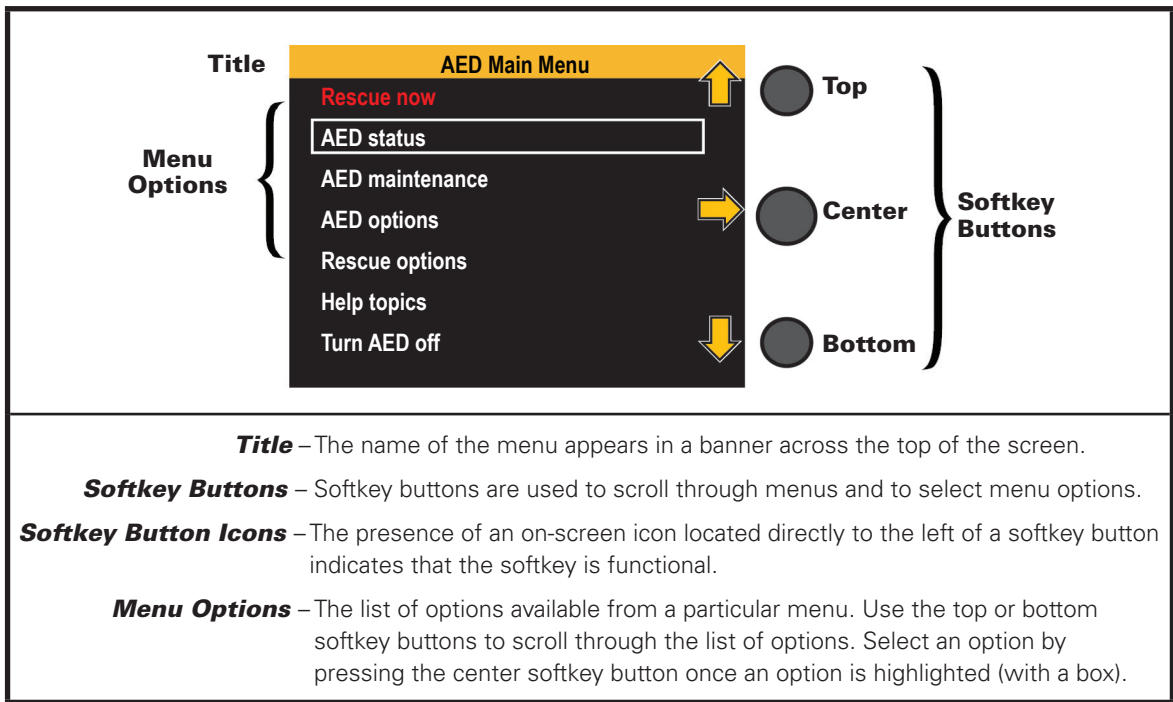 Title
AED Main Menu
Rescue now
AED status
AED maintenance
AED options
Rescue options
Help topics
Turn AED off
Menu
Options
Top
Center
Bottom
Softkey
Buttons
Title – The name of the menu appears in a banner across the top of the screen.
Softkey Buttons – Softkey buttons are used to scroll through menus and to select menu options.
Softkey Button Icons – The presence of an on-screen icon located directly to the left of a softkey button
indicates that the softkey is functional.
Menu Options – The list of options available from a particular menu. Use the top or bottom
softkey buttons to scroll through the list of options. Select an option by
pressing the center softkey button once an option is highlighted (with a box).